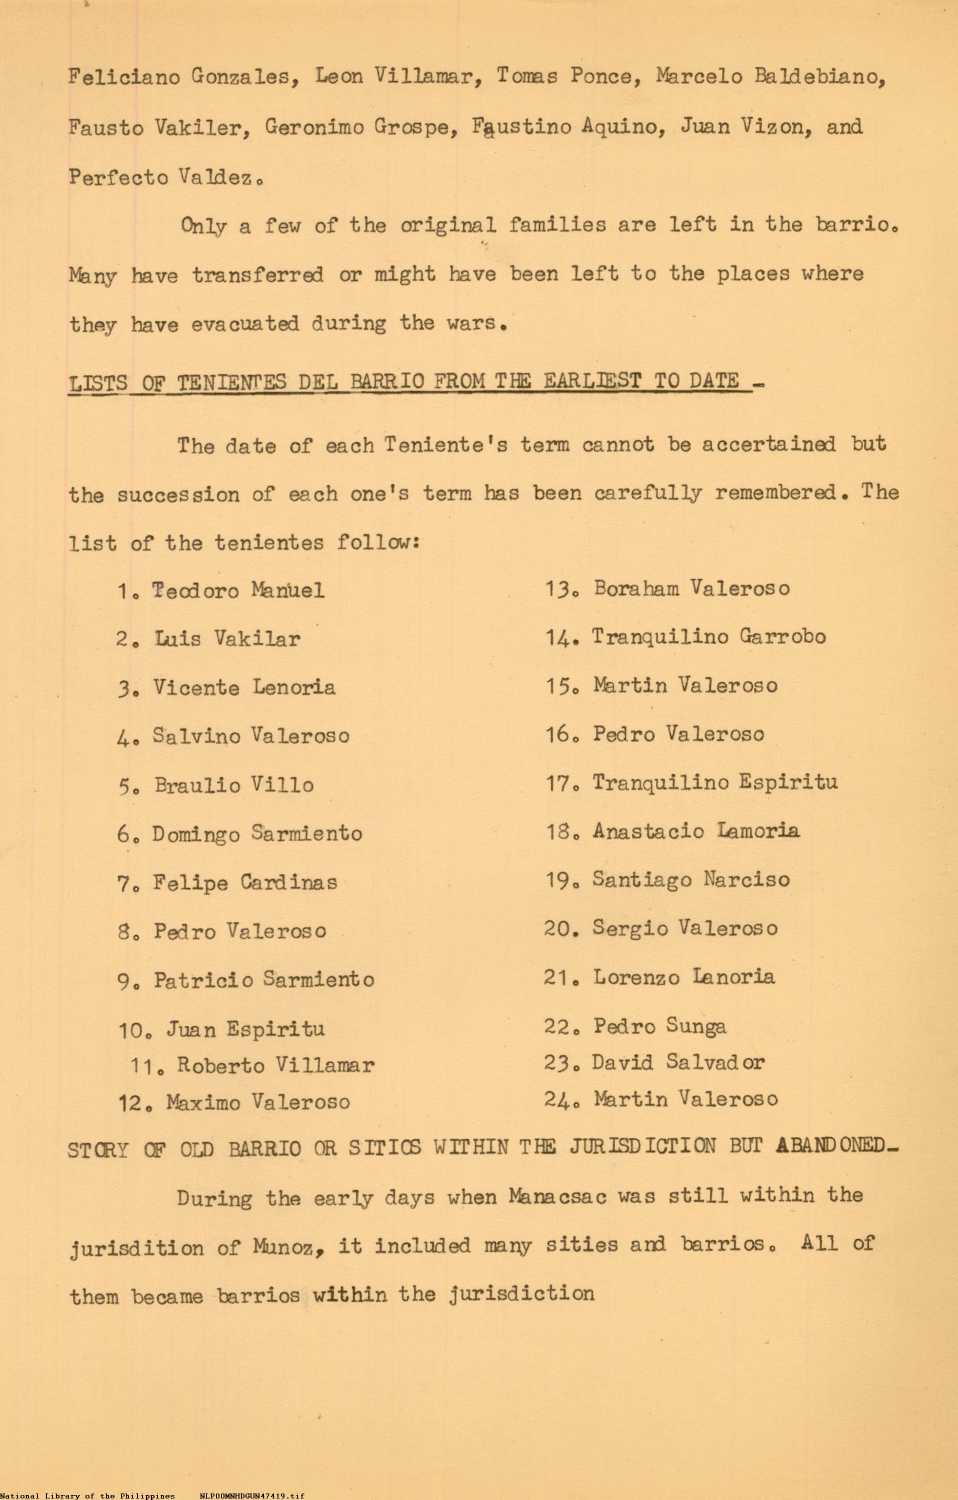 Feliciano Gonzales, Leon Villamar, Tomas Ponce, Marcelo Baldebiano,
Fausto Vakiler, Geronimo Grospe, Faustino Aquino, Juan Vizon, and
Perfecto Valdez.
Only a few of the original families are left in the barrio.
Many have transferred or might have been left to the places where
they have evacuated during the wars.
LISTS OF TENIENTES DEL BARRIO FROM THE EARLIEST TO DATE -
The date of each Teniente's term cannot be accertained but
the succession of each one's term has been carefully remembered. The
list of the tenientes follow:
1. Teodoro Manuel
2. Luis Vakilar
3. Vicente Lenoria
4. Salvino Valeroso
5. Braulio Villo
6. Domingo Sarmiento
7. Felipe Cardinas
8. Pedro Valeroso
9. Patricio Sarmiento
10. Juan Espiritu
11. Roberto Villamar
12. Maximo Valeroso
13. Boraham Valeroso
14. Tranquilino Garrobo
15. Martin Valeroso
16. Pedro Valeroso
17. Tranquilino Espiritu
18. Anastacio Lamoria
19. Santiago Narciso
20. Sergio Valeroso
21. Lorenzo Lanoria
22. Pedro Sunga
23. David Salvador
24. Martin Valeroso
STORY OF OLD BARRIO OR SITIOS WITHIN THE JURISDICTION BUT ABANDONED-
During the early days when Manacsac was still within the
jurisdition of Munoz, it included many sities and barrios. All of
them became barrios within the jurisdiction
National Library of the Philippines NLPOOMNHDGUN47419.tif